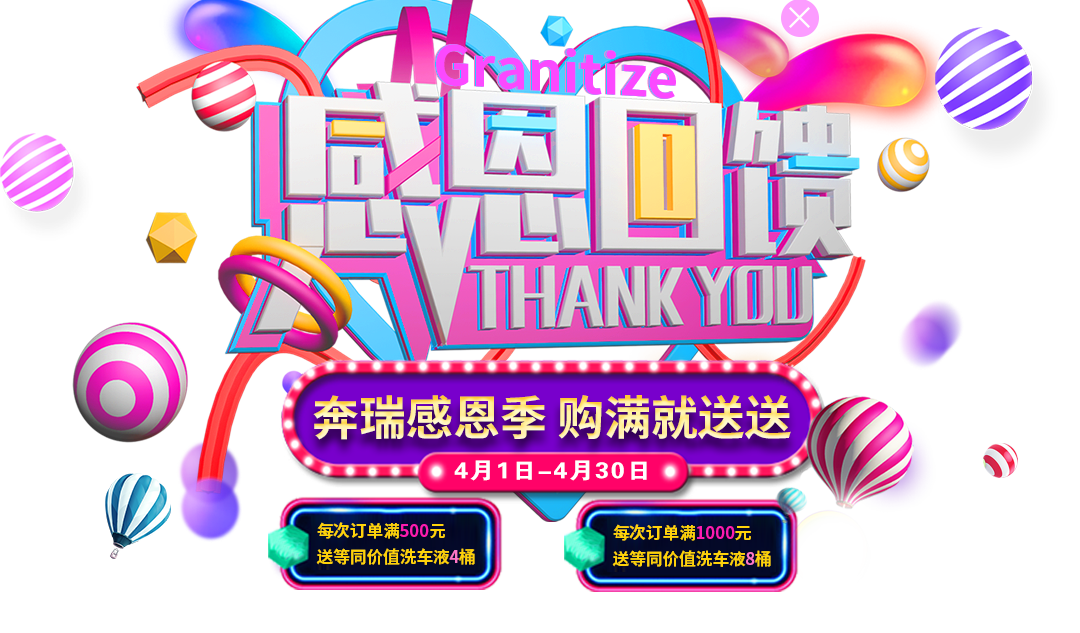 Granitize
感恩回馈
THANK YOU
奔瑞感恩季 购满就送送
4月1日-4月30日
每次订单满500元
送等同价值洗车液4桶
每次订单满1000元
送等同价值洗车液8桶